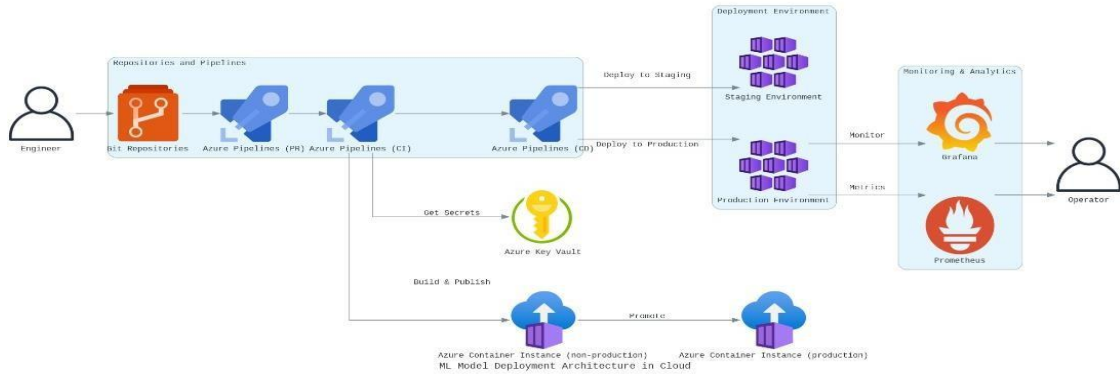 Deployment Environment
Repositories and Pipelines
Deploy to Staging
Monitoring & Analytics
Staging Environment
Engineer
Git Repositories
Azure Pipelines (PR)
Azure Pipelines (CI)
Azure Pipelines (CD)
Deploy to Production
Monitor
Grafana
Production Environment
Metrics
Operator
Get Secrets
Azure Key Vault
Prometheus
Build & Publish
Promote
Azure Container Instance (non-production)
Azure Container Instance (production)
ML Model Deployment Architecture in Cloud